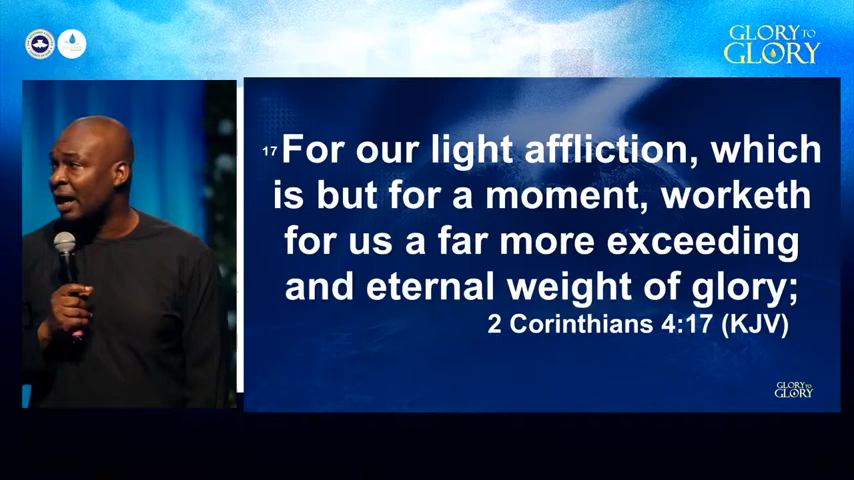 GLORY TO
GLORY
17 For our light affliction, which
is but for a moment, worketh
for us a far more exceeding
and eternal weight of glory;
2 Corinthians 4:17 (KJV)
GLORY TO
GLORY